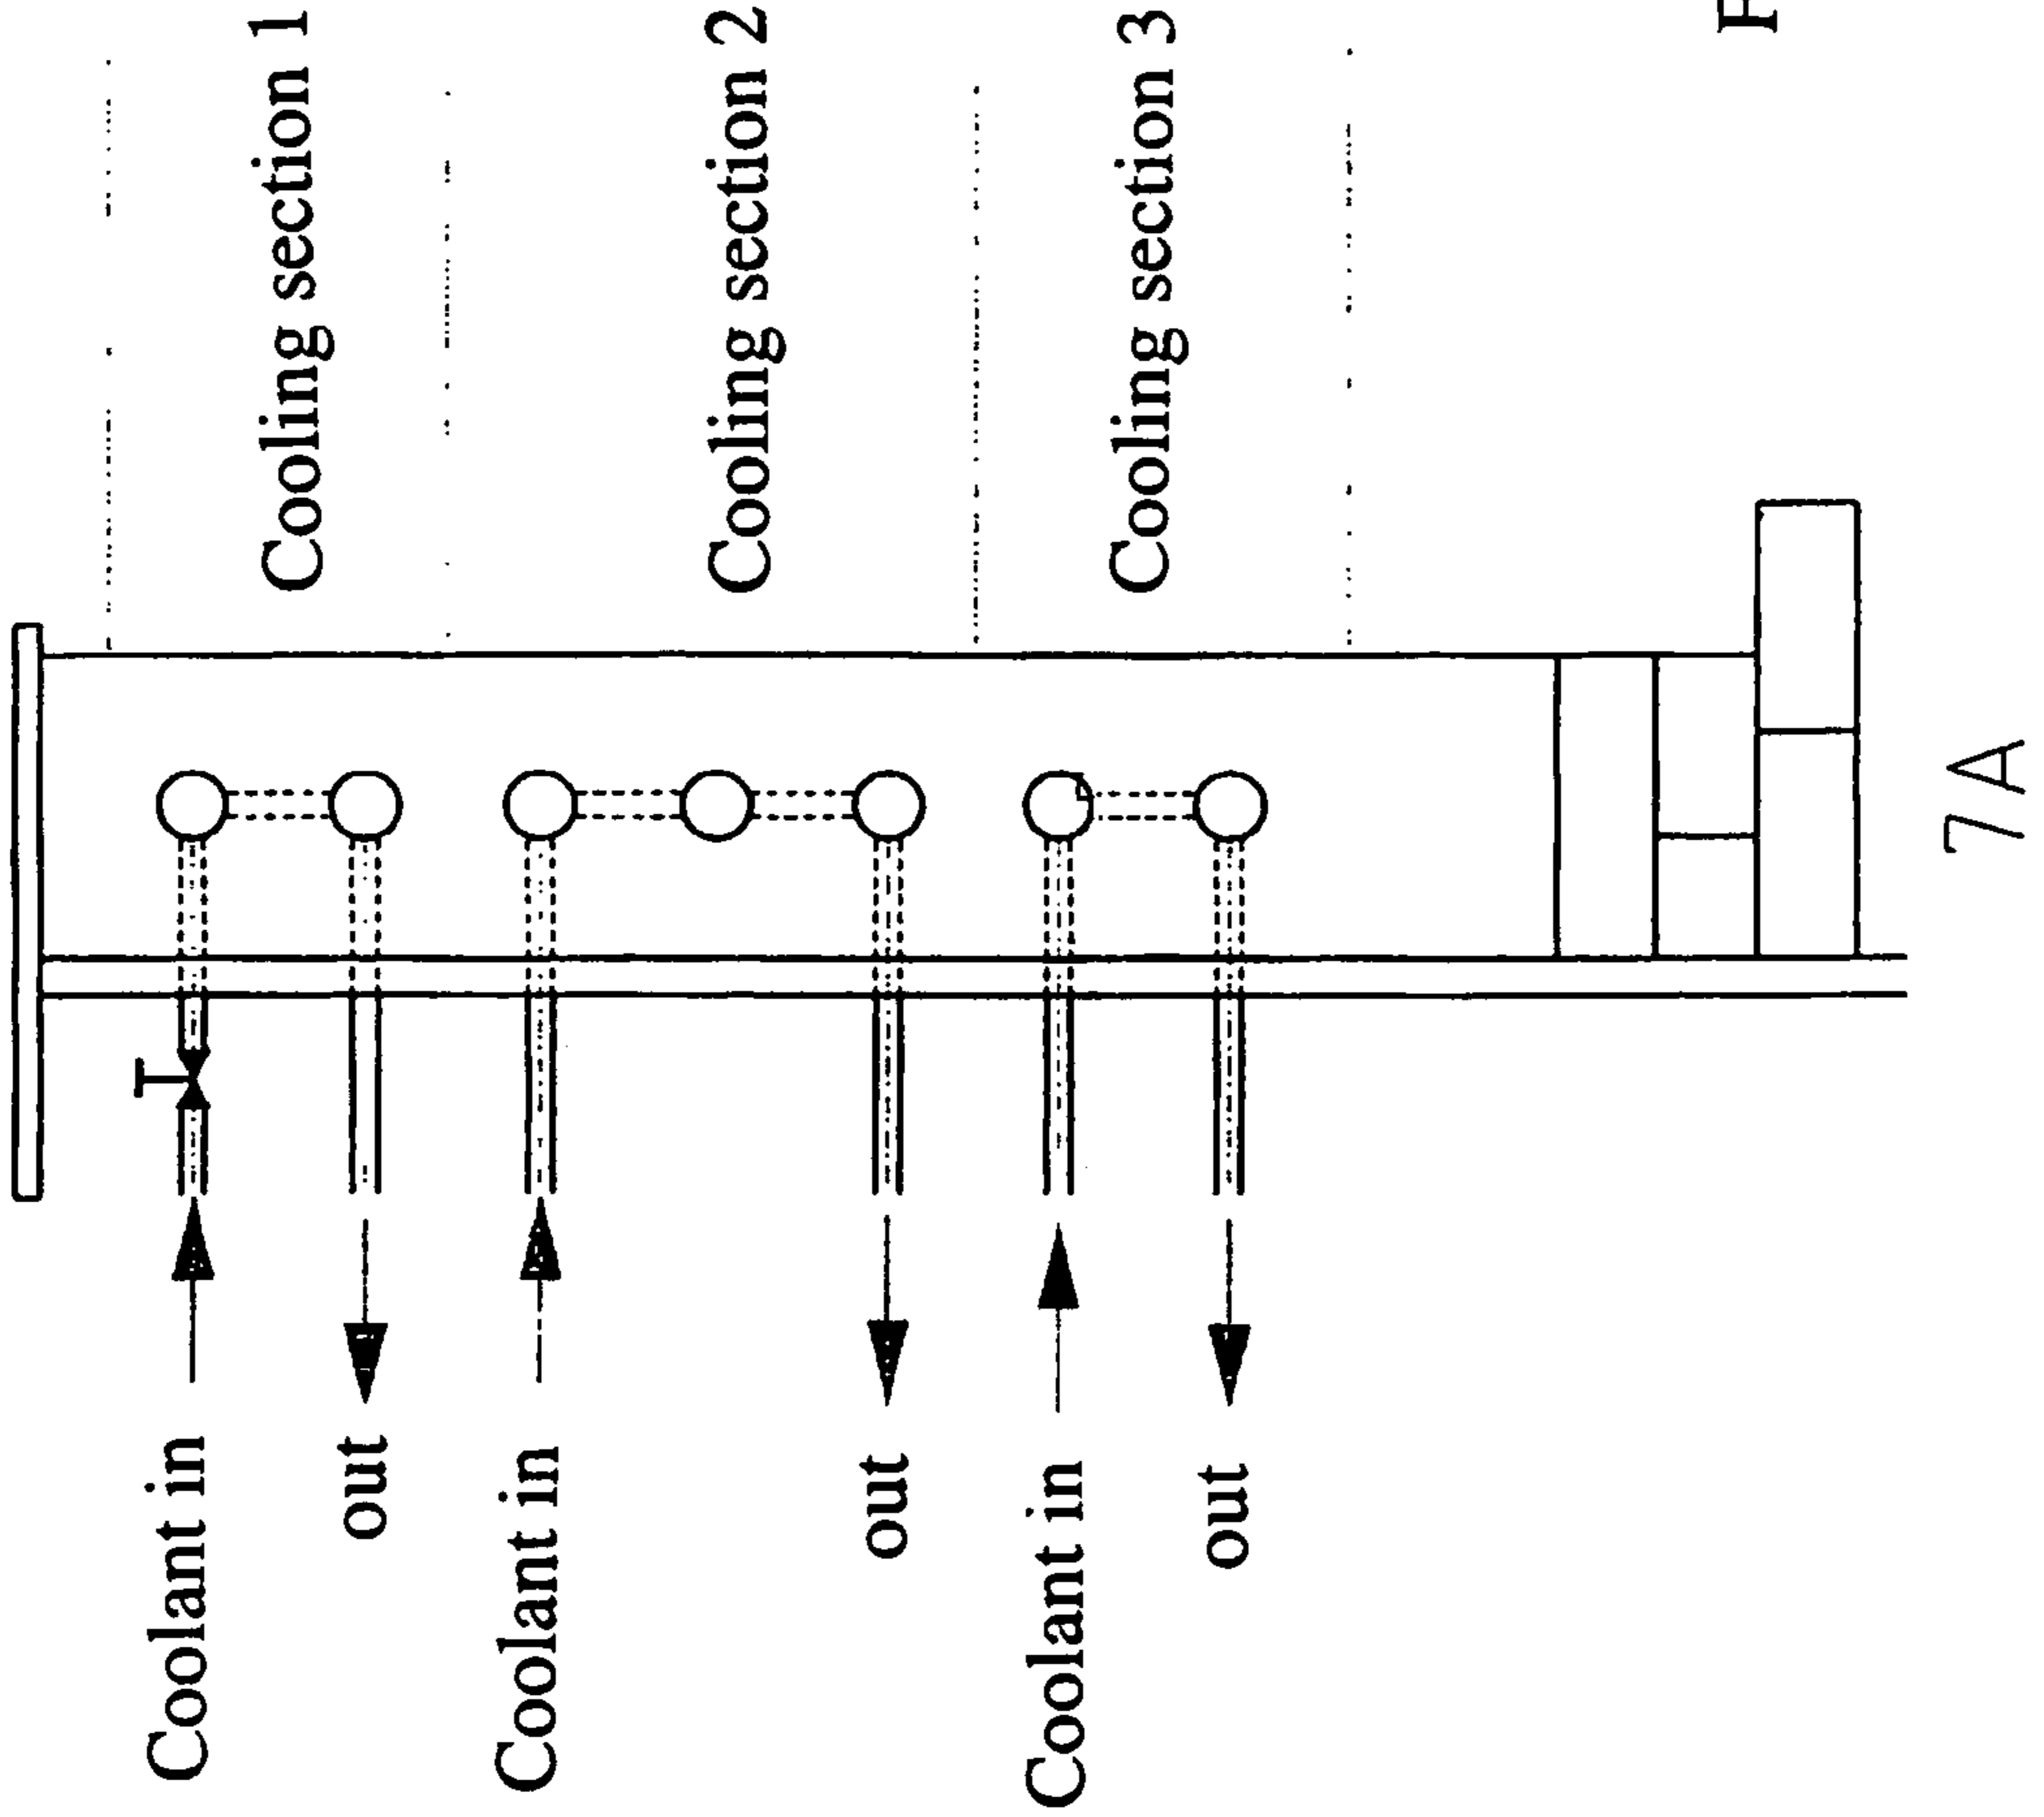 Coolant in
Cooling section 1
out
Coolant in
Cooling section 2
out
Coolant in
Cooling section 3
out
7A